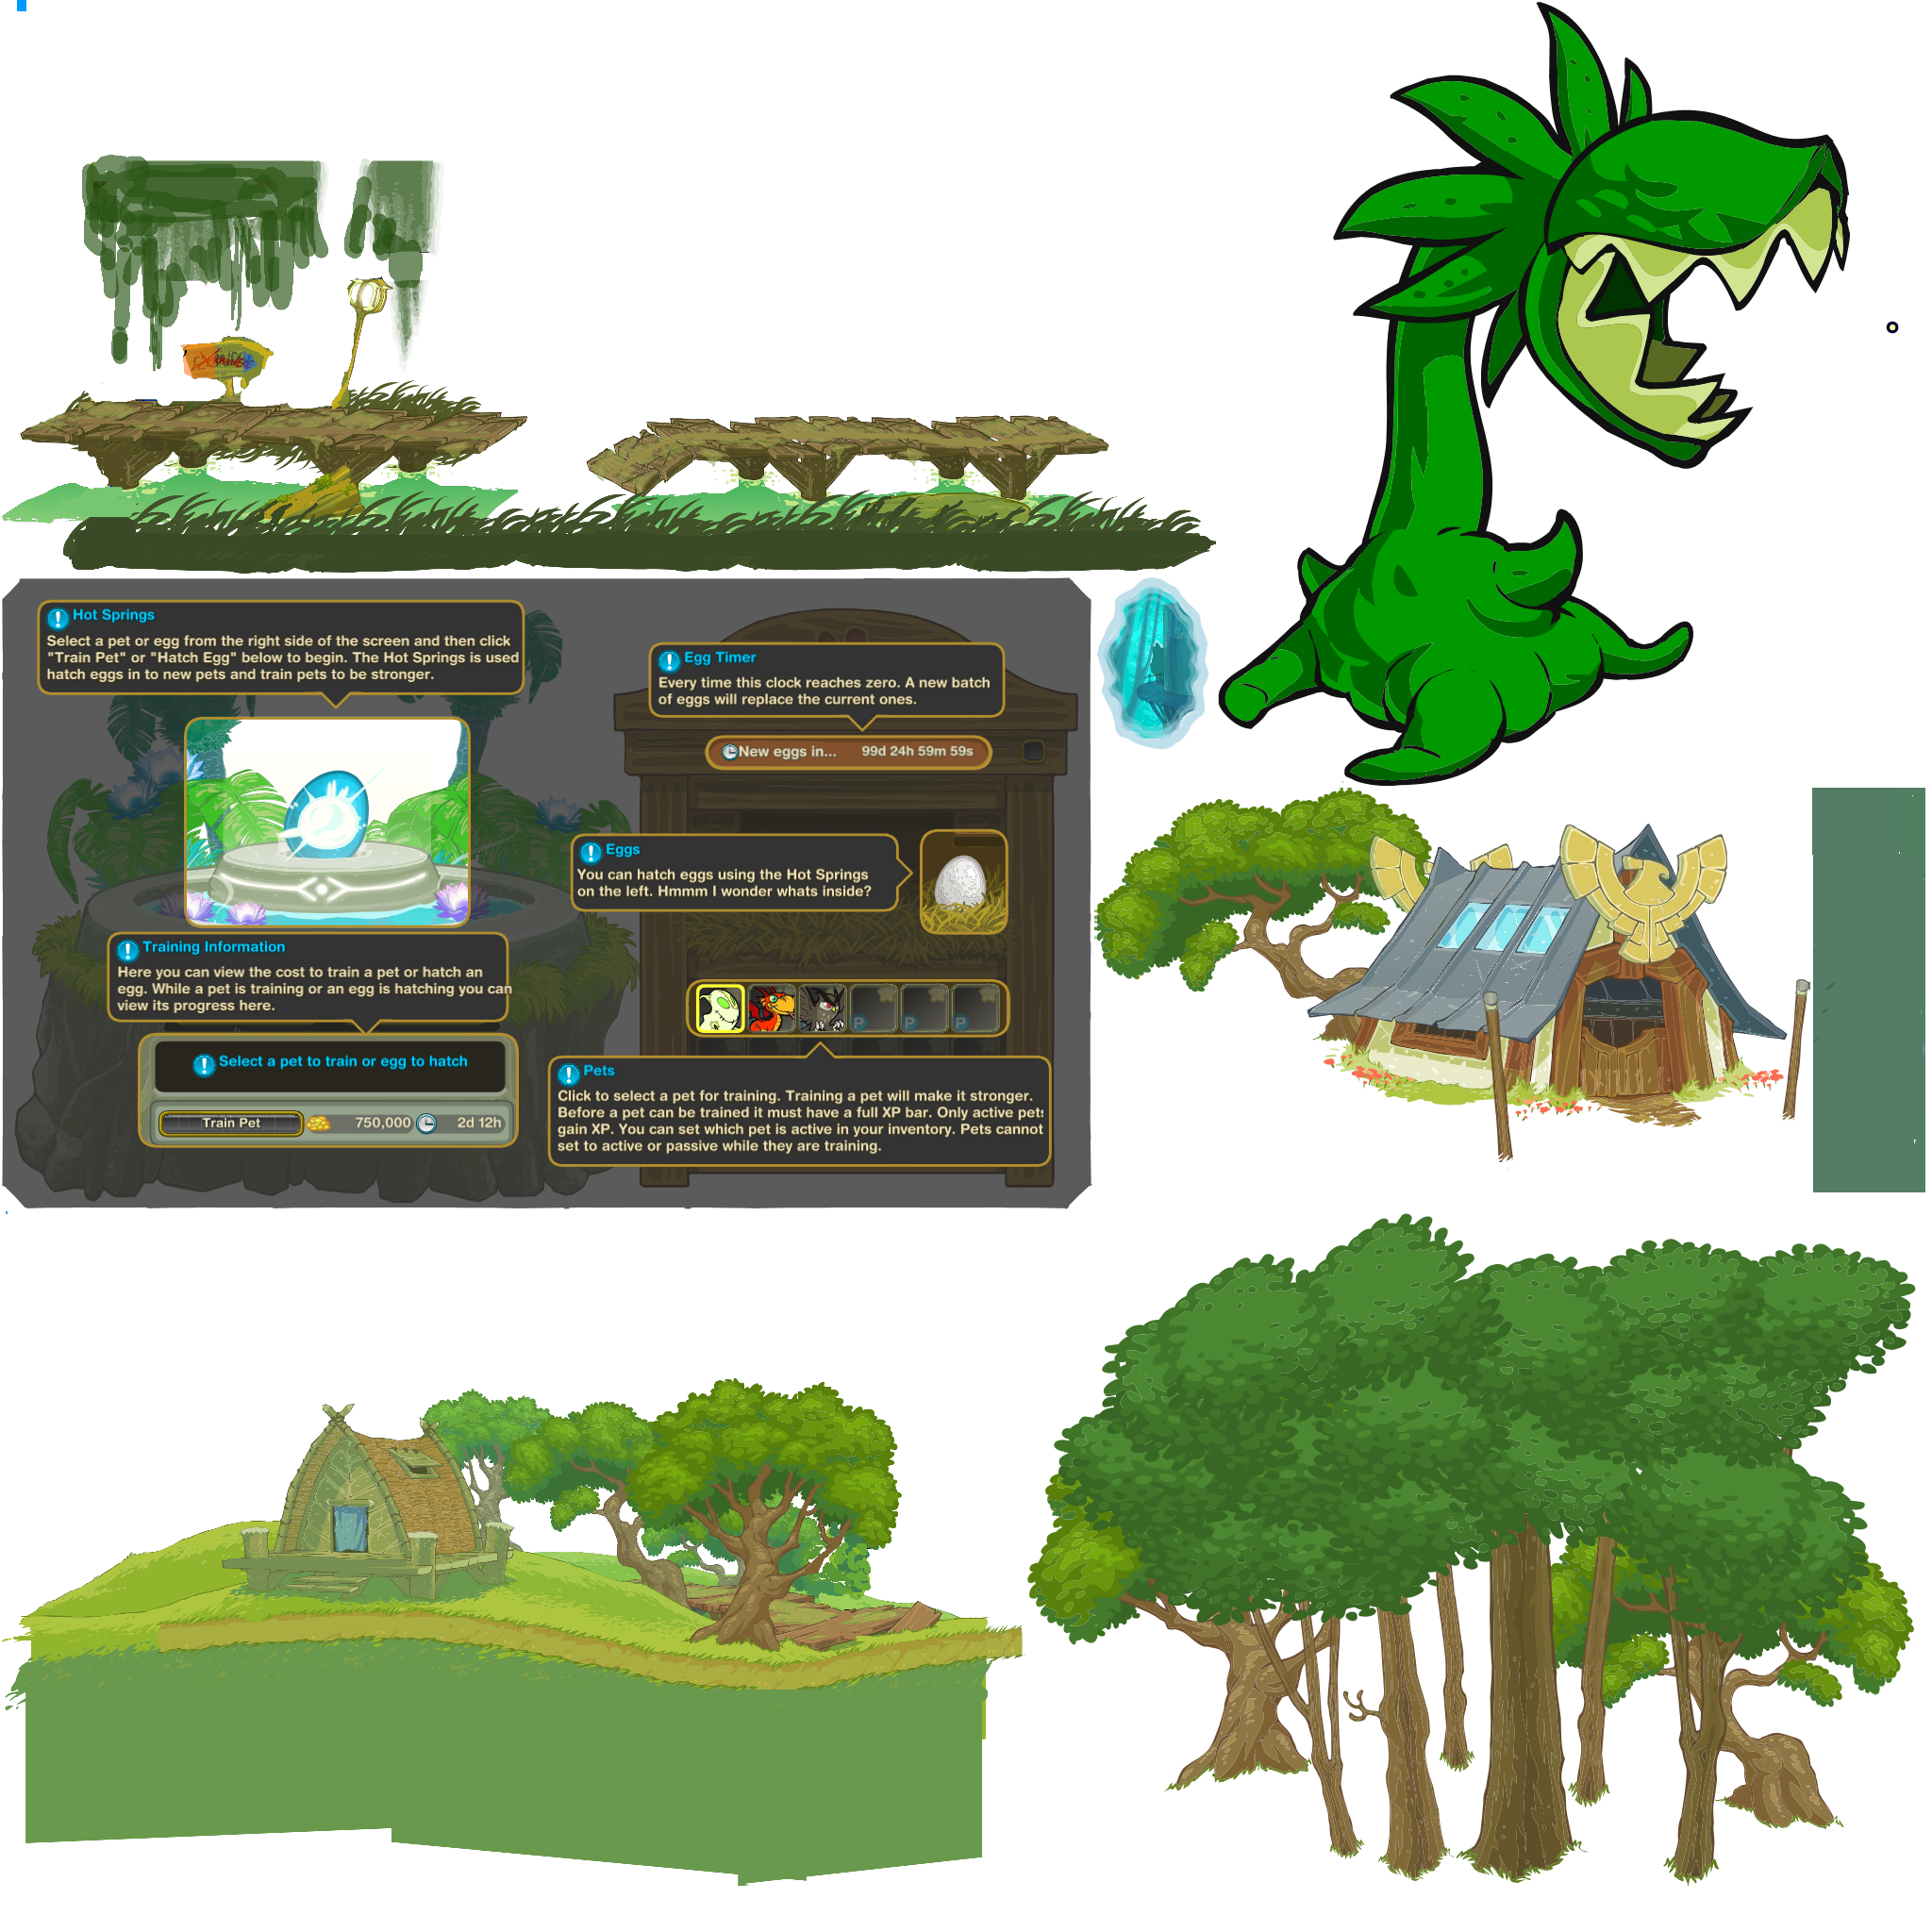 Hot Springs
Select a pet or egg from the right side of the screen and then click
"Train Pet" or "Hatch Egg" below to begin. The Hot Springs is used
hatch eggs in to new pets and train pets to be stronger.
Egg Timer
Every time this clock reaches zero. A new batch
of eggs will replace the current ones.
New eggs in... 99d 24h 59m 59s
Eggs
You can hatch eggs using the Hot Springs
on the left. Hmmm I wonder whats inside?
Training Information
Here you can view the cost to train a pet or hatch an
egg. While a pet is training or an egg is hatching you can
view its progress here.
Select a pet to train or egg to hatch
Train Pet 750,000 2d 12h
P P P
Pets
Click to select a pet for training. Training a pet will make it stronger.
Before a pet can be trained it must have a full XP bar. Only active pets
gain XP. You can set which pet is active in your inventory. Pets cannot
set to active or passive while they are training.